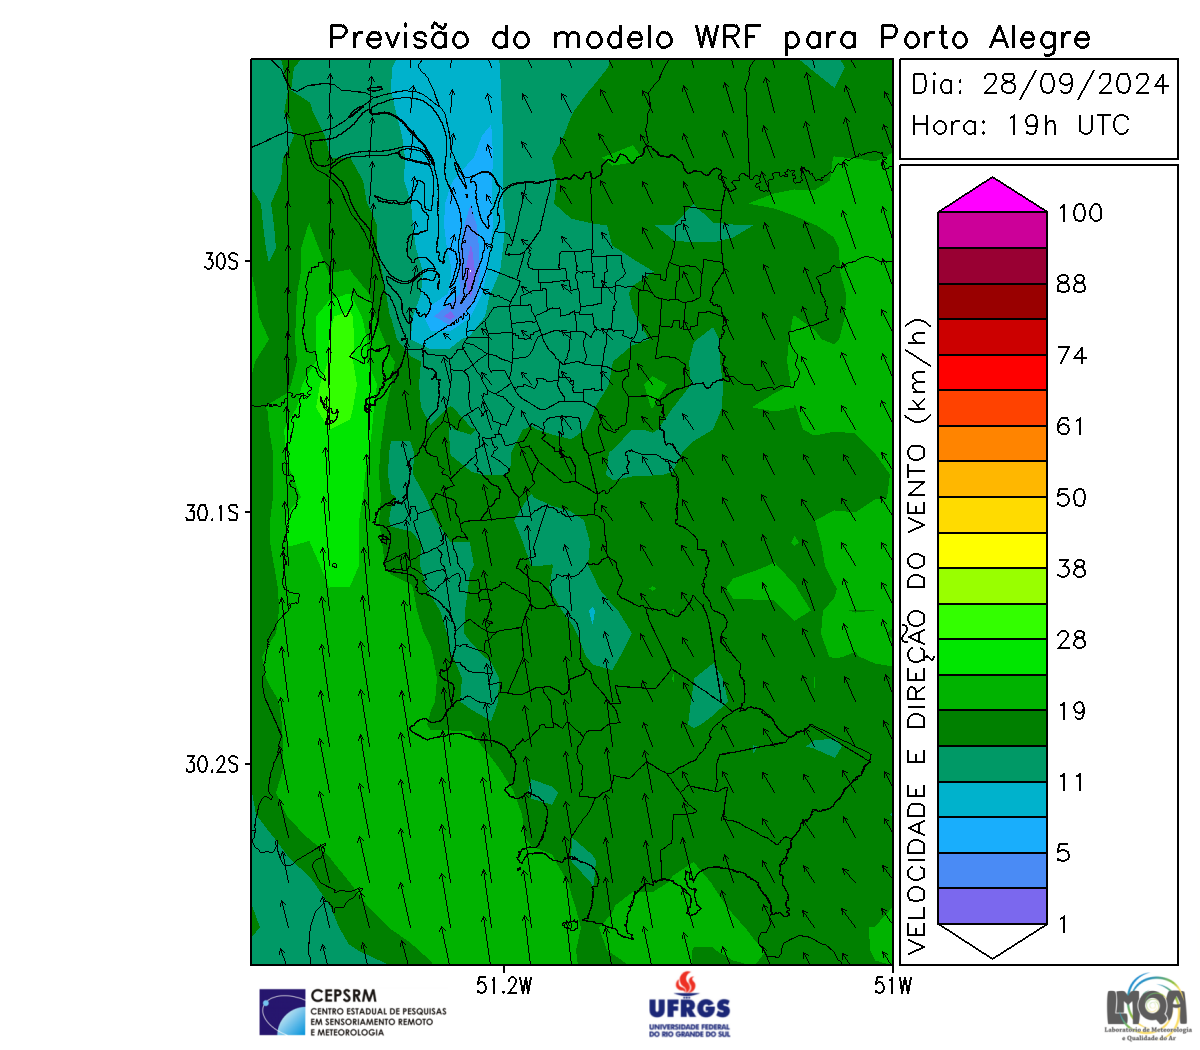 Previsão do modelo WRF para Porto Alegre
Dia: 28/09/2024
Hora: 19h UTC
30S
30.1S
30.2S
51.2W
51W
VELOCIDADE E DIREÇÃO DO VENTO (km/h)
100
88
74
61
50
38
28
19
11
5
1
CEPSRM
CENTRO ESTADUAL DE PESQUISAS
EM SENSORIAMENTO REMOTO
E METEOROLOGIA
UFRGS
UNIVERSIDADE FEDERAL
DO RIO GRANDE DO SUL
LMQA
Laboratório de Meteorologia
e Qualidade do Ar